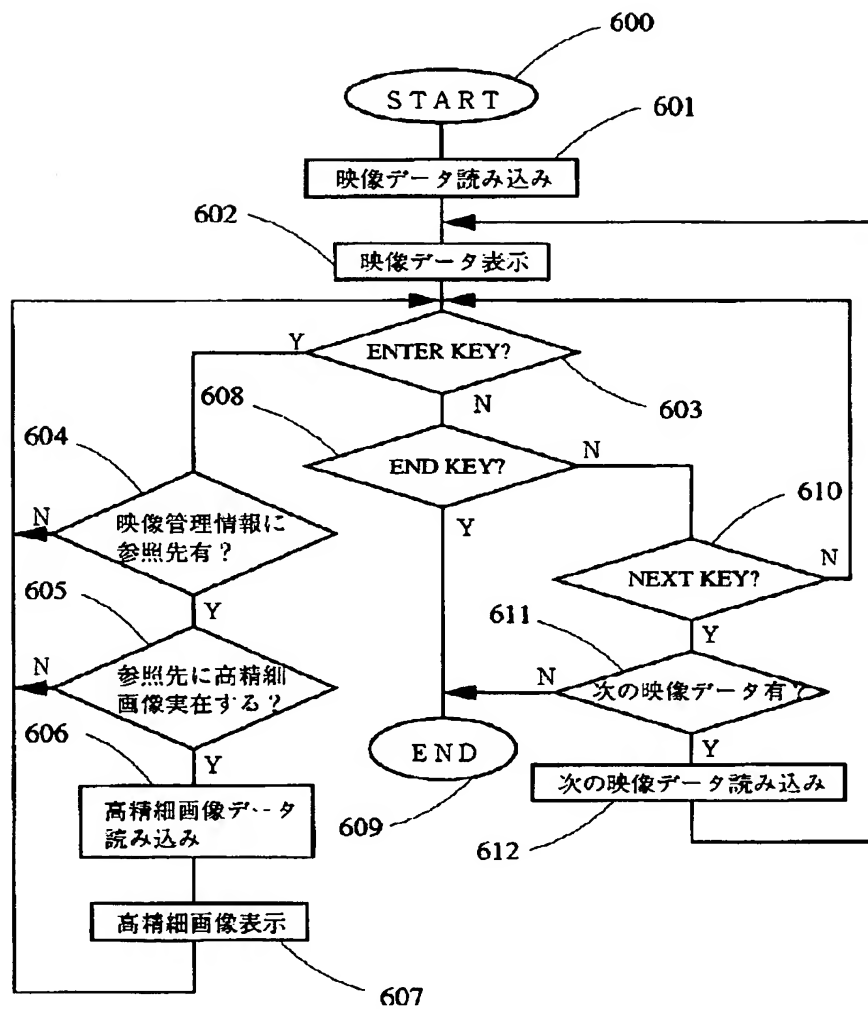 600
START
601
映像データ読み込み
602
映像データ表示
Y
ENTER KEY?
603
N
608
END KEY?
N
Y
604
N
映像管理情報に
参照先有？
Y
610
NEXT KEY?
N
Y
605
N
参照先に高精細
画像実在する？
Y
611
N
次の映像データ有？
Y
606
高精細画像データ
読み込み
END
609
次の映像データ読み込み
612
高精細画像表示
607